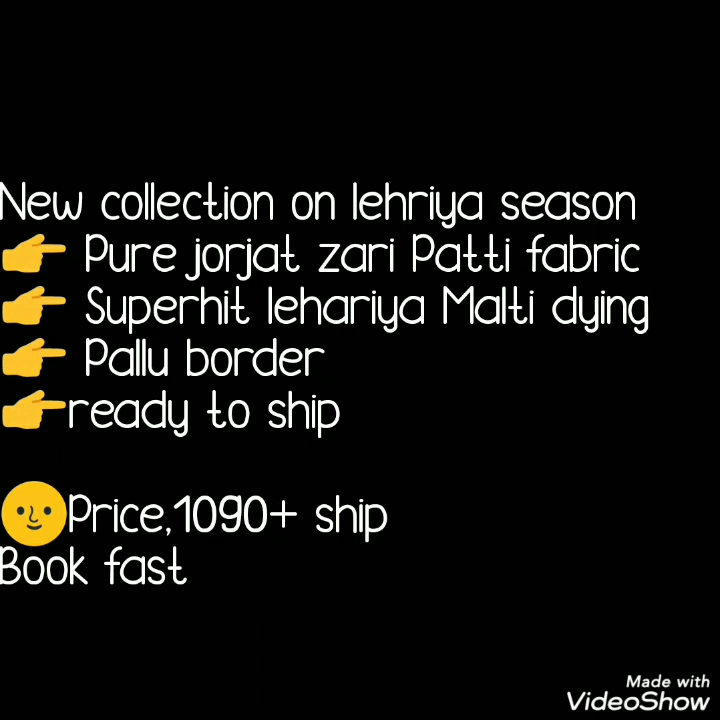 New collection on lehriya season
👉 Pure jorjat zari Patti fabric
👉 Superhit lehariya Malti dying
👉 Pallu border
👉ready to ship
🌝Price,1090+ ship
Book fast
Made with
VideoShow